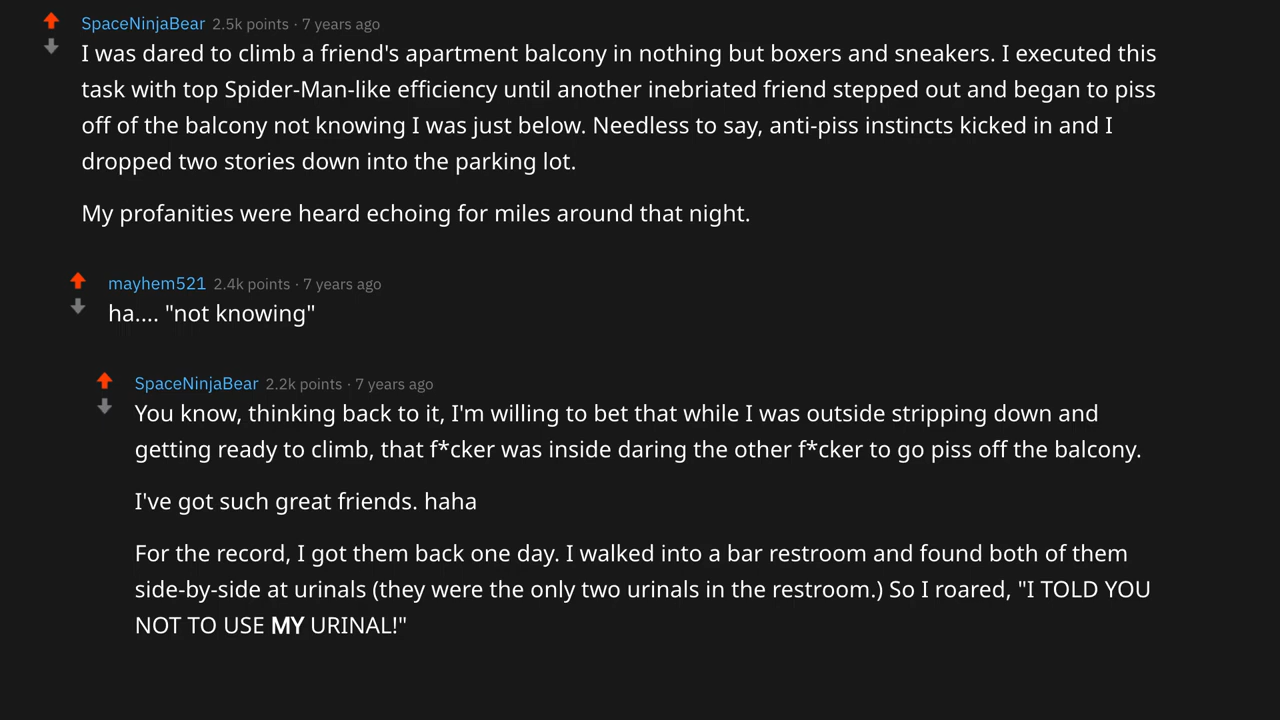 SpaceNinjaBear 2.5k points · 7 years ago
I was dared to climb a friend's apartment balcony in nothing but boxers and sneakers. I executed this
task with top Spider-Man-like efficiency until another inebriated friend stepped out and began to piss
off of the balcony not knowing I was just below. Needless to say, anti-piss instincts kicked in and I
dropped two stories down into the parking lot.
My profanities were heard echoing for miles around that night.
mayhem521 2.4k points · 7 years ago
ha.... "not knowing"
SpaceNinjaBear 2.2k points · 7 years ago
You know, thinking back to it, I'm willing to bet that while I was outside stripping down and
getting ready to climb, that f*cker was inside daring the other f*cker to go piss off the balcony.
I've got such great friends. haha
For the record, I got them back one day. I walked into a bar restroom and found both of them
side-by-side at urinals (they were the only two urinals in the restroom.) So I roared, "I TOLD YOU
NOT TO USE MY URINAL!"